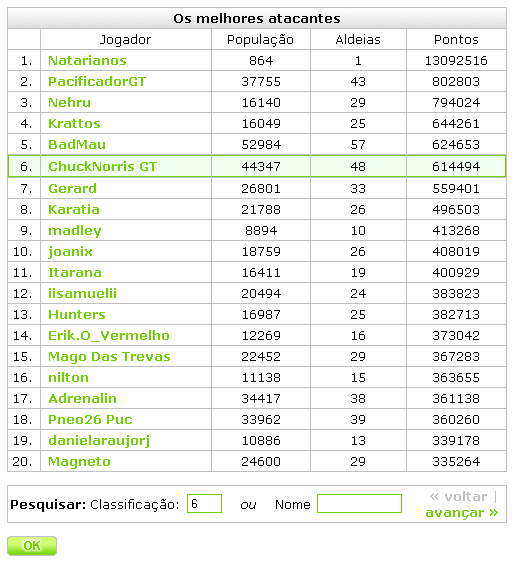 Os melhores atacantes
Jogador População Aldeias Pontos
1. Natarianos 864 1 13092516
2. PacificadorGT 37755 43 802803
3. Nehru 16140 29 794024
4. Krattos 16049 25 644261
5. BadMau 52984 57 624653
6. ChuckNorris GT 44347 48 614494
7. Gerard 26801 33 559401
8. Karatia 21788 26 496503
9. madley 8894 10 413268
10. joanix 18759 26 408019
11. Itarana 16411 19 400929
12. iisamuelii 20494 24 383823
13. Hunters 16987 25 382713
14. Erik.O_Vermelho 12269 16 373042
15. Mago Das Trevas 22452 29 367283
16. nilton 11138 15 363655
17. Adrenalin 34417 38 361138
18. Pneo26 Puc 33962 39 360260
19. danielaraujorj 10886 13 339178
20. Magneto 24600 29 335264
Pesquisar: Classificação: 6 ou Nome « voltar |
avançar »
OK